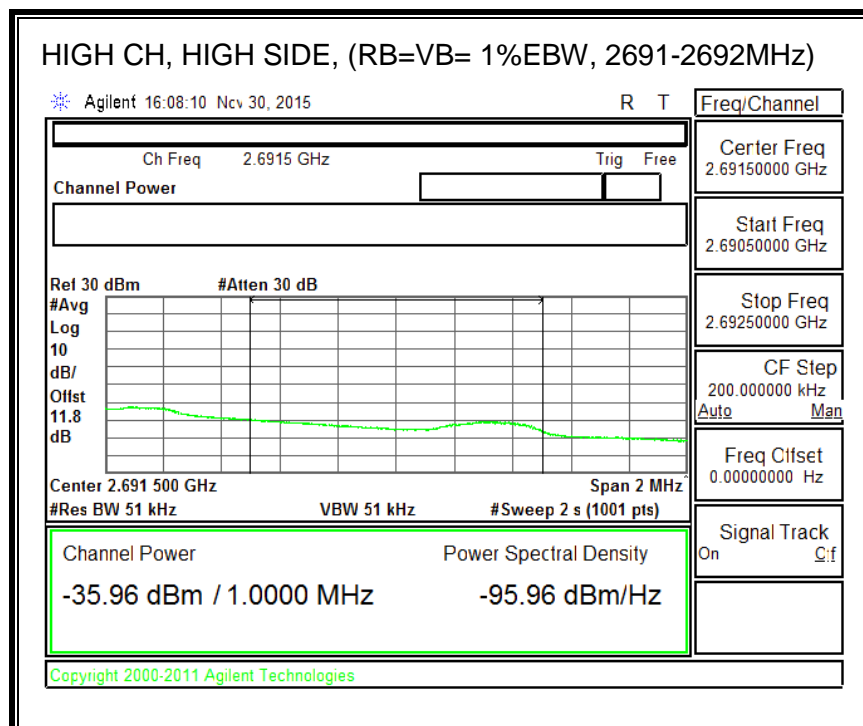 HIGH CH, HIGH SIDE, (RB=VB= 1%EBW, 2691-2692MHz)
Agilent 16:08:10 Nov 30, 2015 R T
Freq/Channel
Ch Freq 2.6915 GHz Trig Free
Channel Power
Center Freq
2.69150000 GHz
Start Freq
2.69050000 GHz
Stop Freq
2.69250000 GHz
CF Step
200.000000 kHz
Auto Man
Freq Offset
0.00000000 Hz
Signal Track
On Off
Ref 30 dBm #Atten 30 dB
#Avg
Log
10
dB/
Offst
11.8
dB
Center 2.691 500 GHz Span 2 MHz
#Res BW 51 kHz VBW 51 kHz #Sweep 2 s (1001 pts)
Channel Power Power Spectral Density
-35.96 dBm / 1.0000 MHz -95.96 dBm/Hz
Copyright 2000-2011 Agilent Technologies